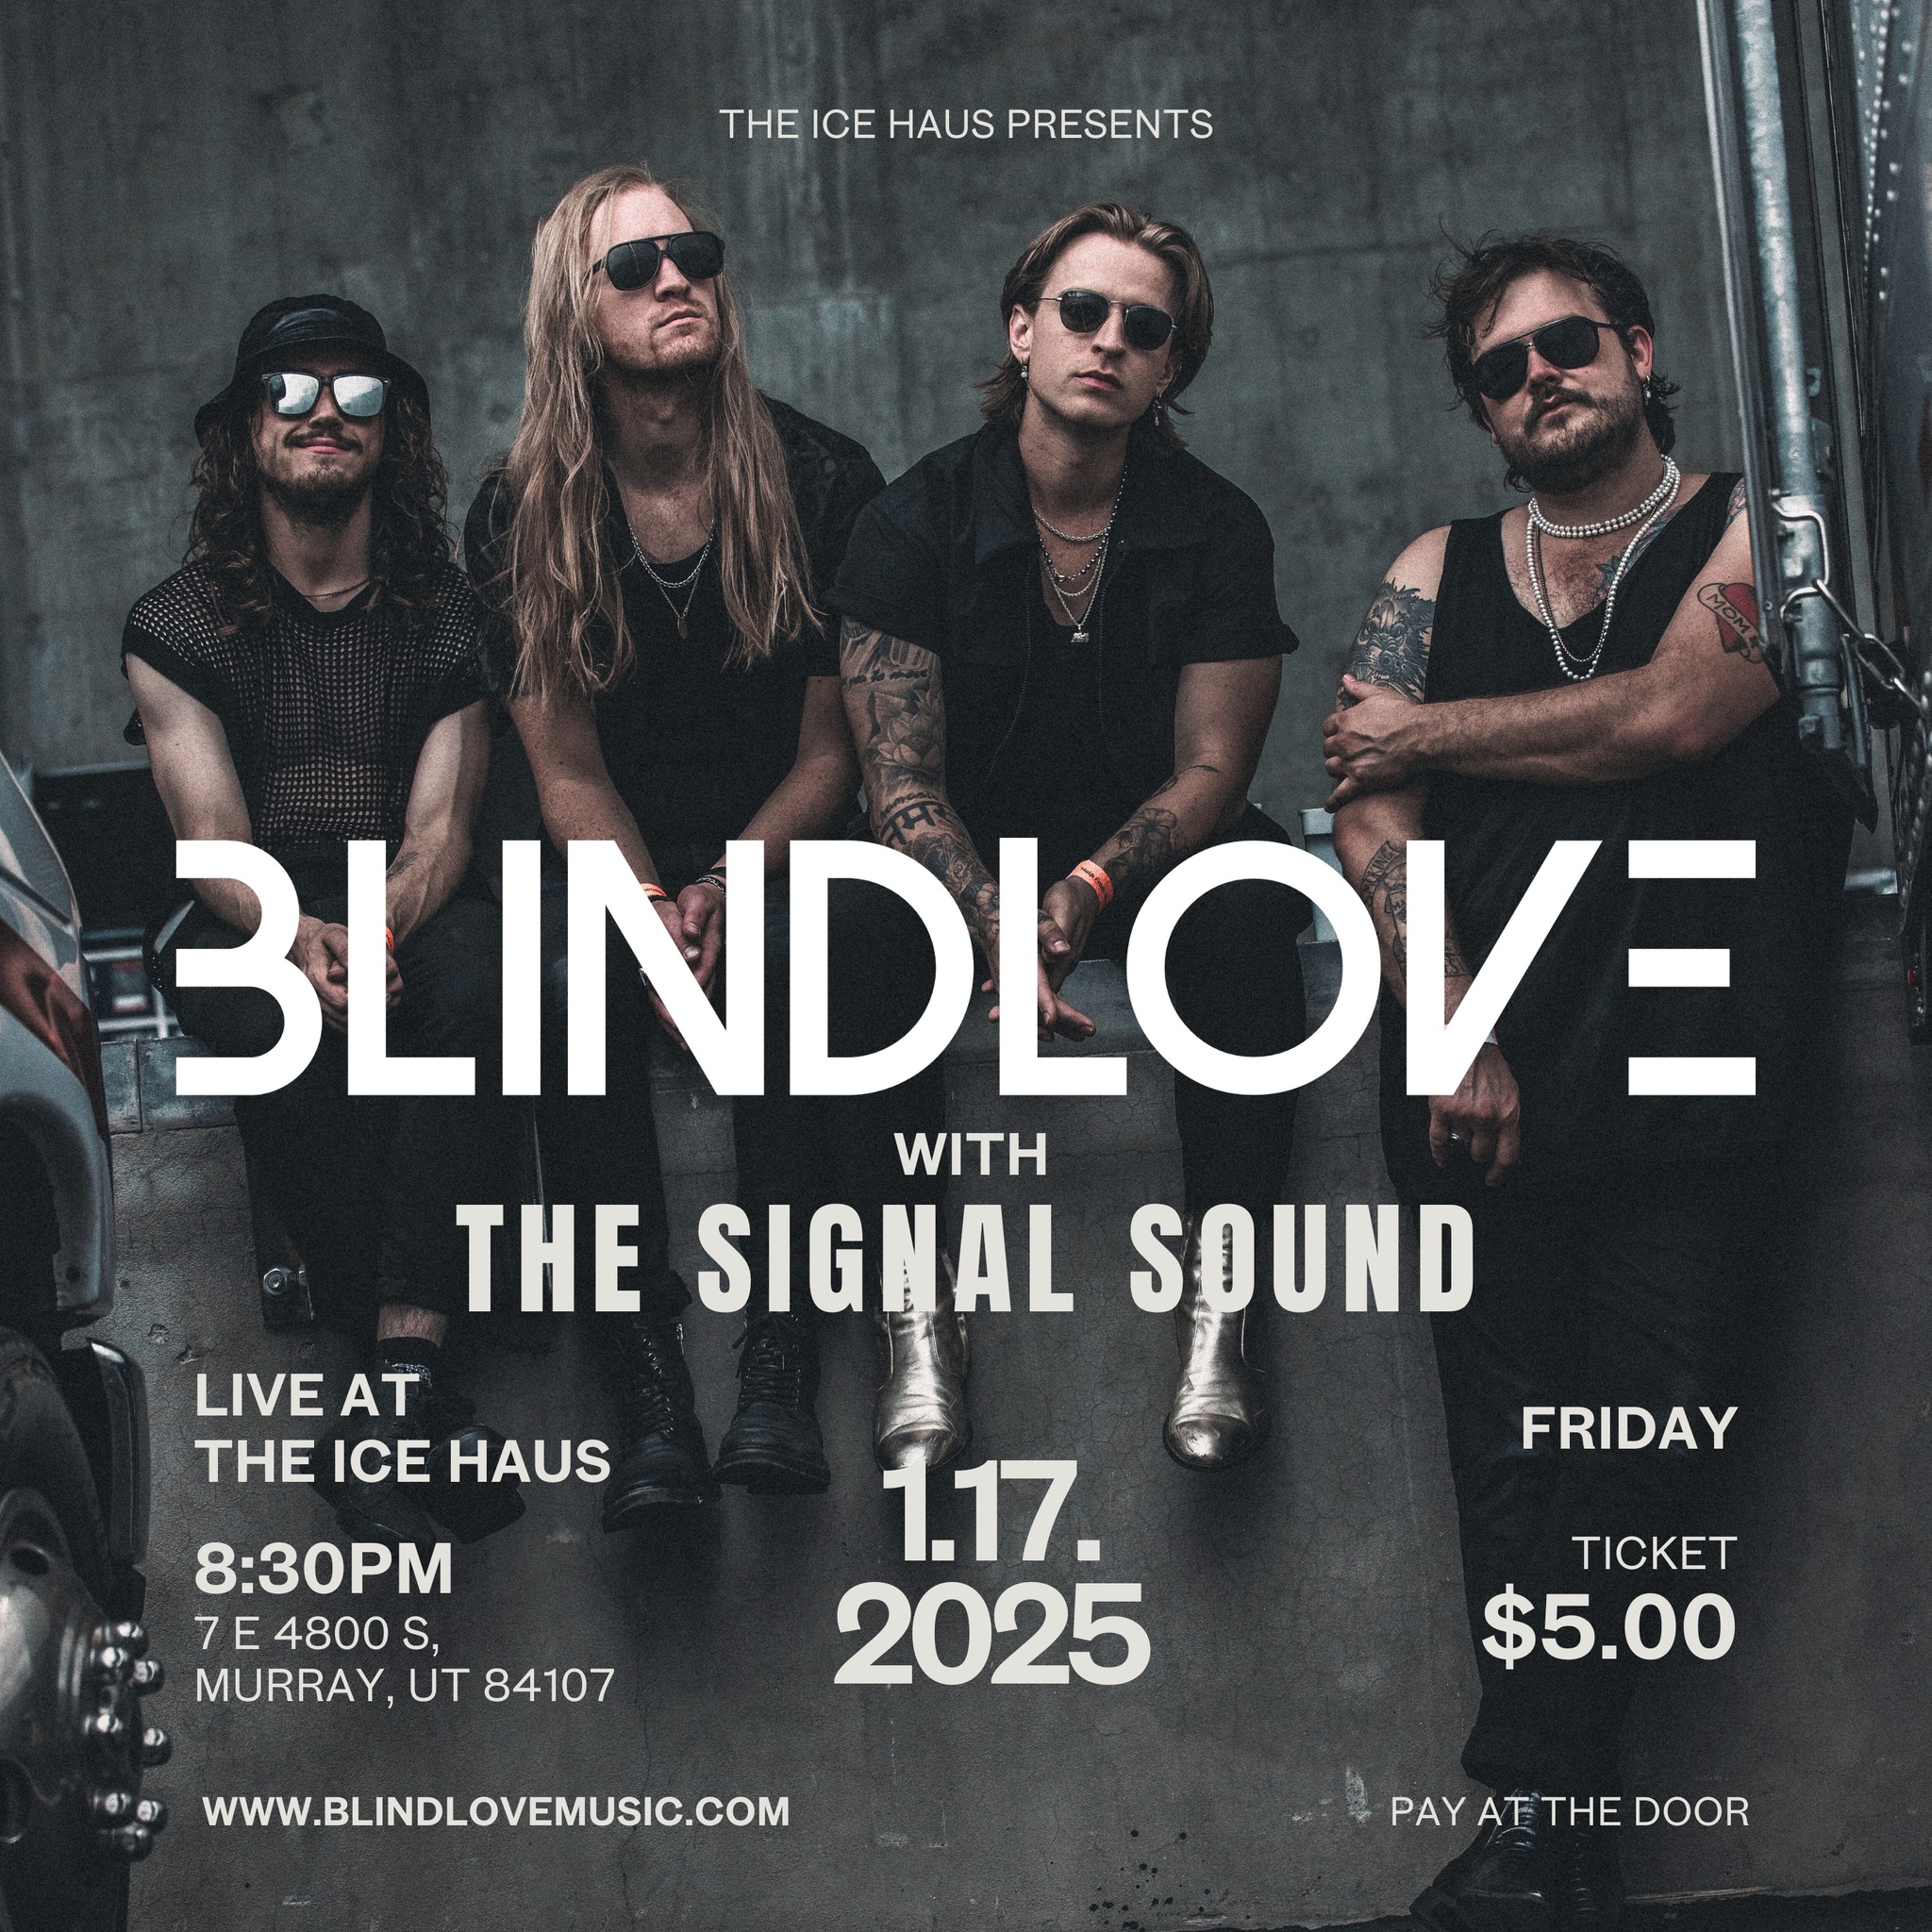 THE ICE HAUS PRESENTS
MOM
BLINDLOVE
WITH
THE SIGNAL SOUND
LIVE AT
THE ICE HAUS
8:30PM
7 E 4800 S,
MURRAY, UT 84107
1.17.
2025
FRIDAY
TICKET
$5.00
WWW.BLINDLOVEMUSIC.COM
PAY AT THE DOOR